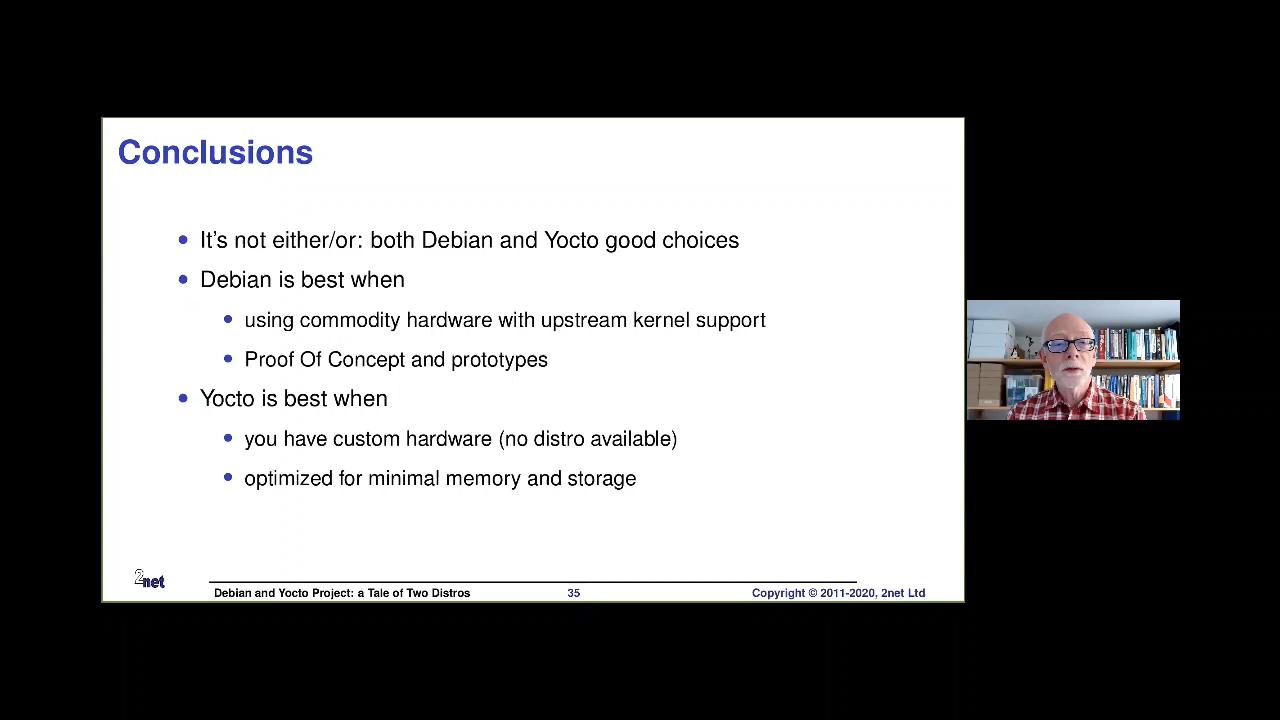 Conclusions
It's not either/or: both Debian and Yocto good choices
Debian is best when
using commodity hardware with upstream kernel support
Proof Of Concept and prototypes
Yocto is best when
you have custom hardware (no distro available)
optimized for minimal memory and storage
2net
Debian and Yocto Project: a Tale of Two Distros 35 Copyright © 2011-2020, 2net Ltd